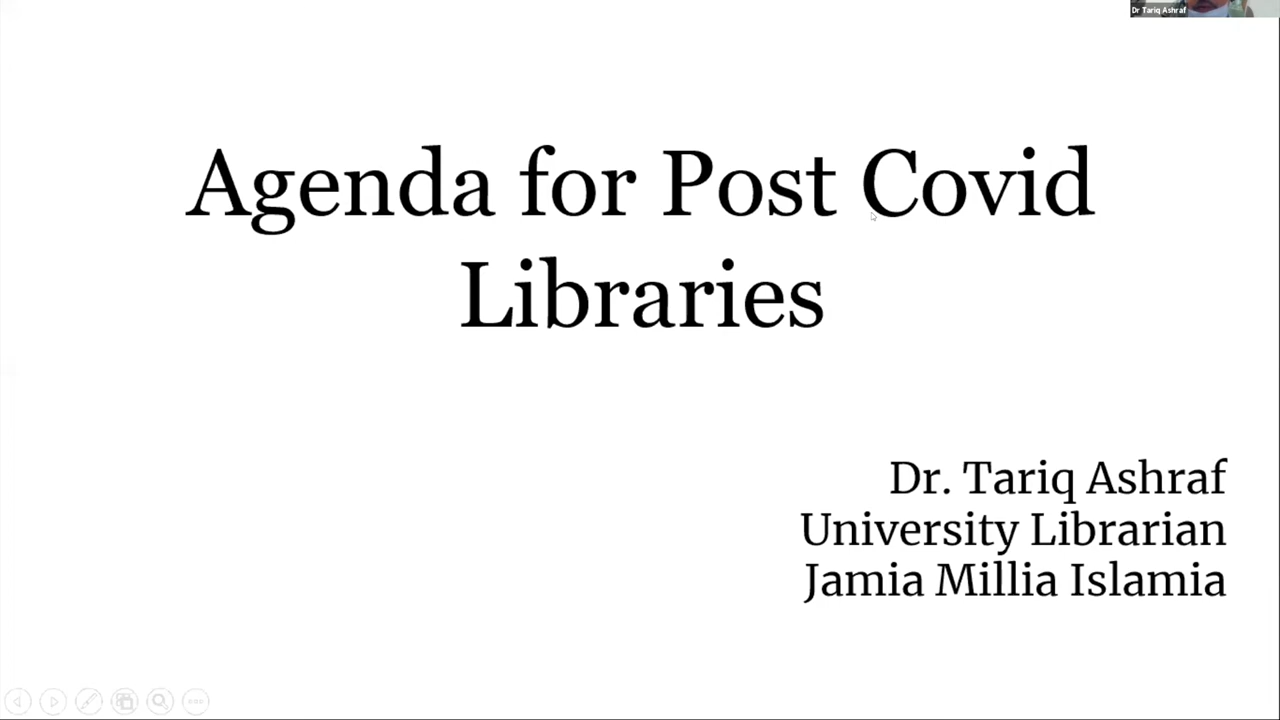 Dr Tariq Ashraf
Agenda for Post Covid
Libraries
Dr. Tariq Ashraf
University Librarian
Jamia Millia Islamia